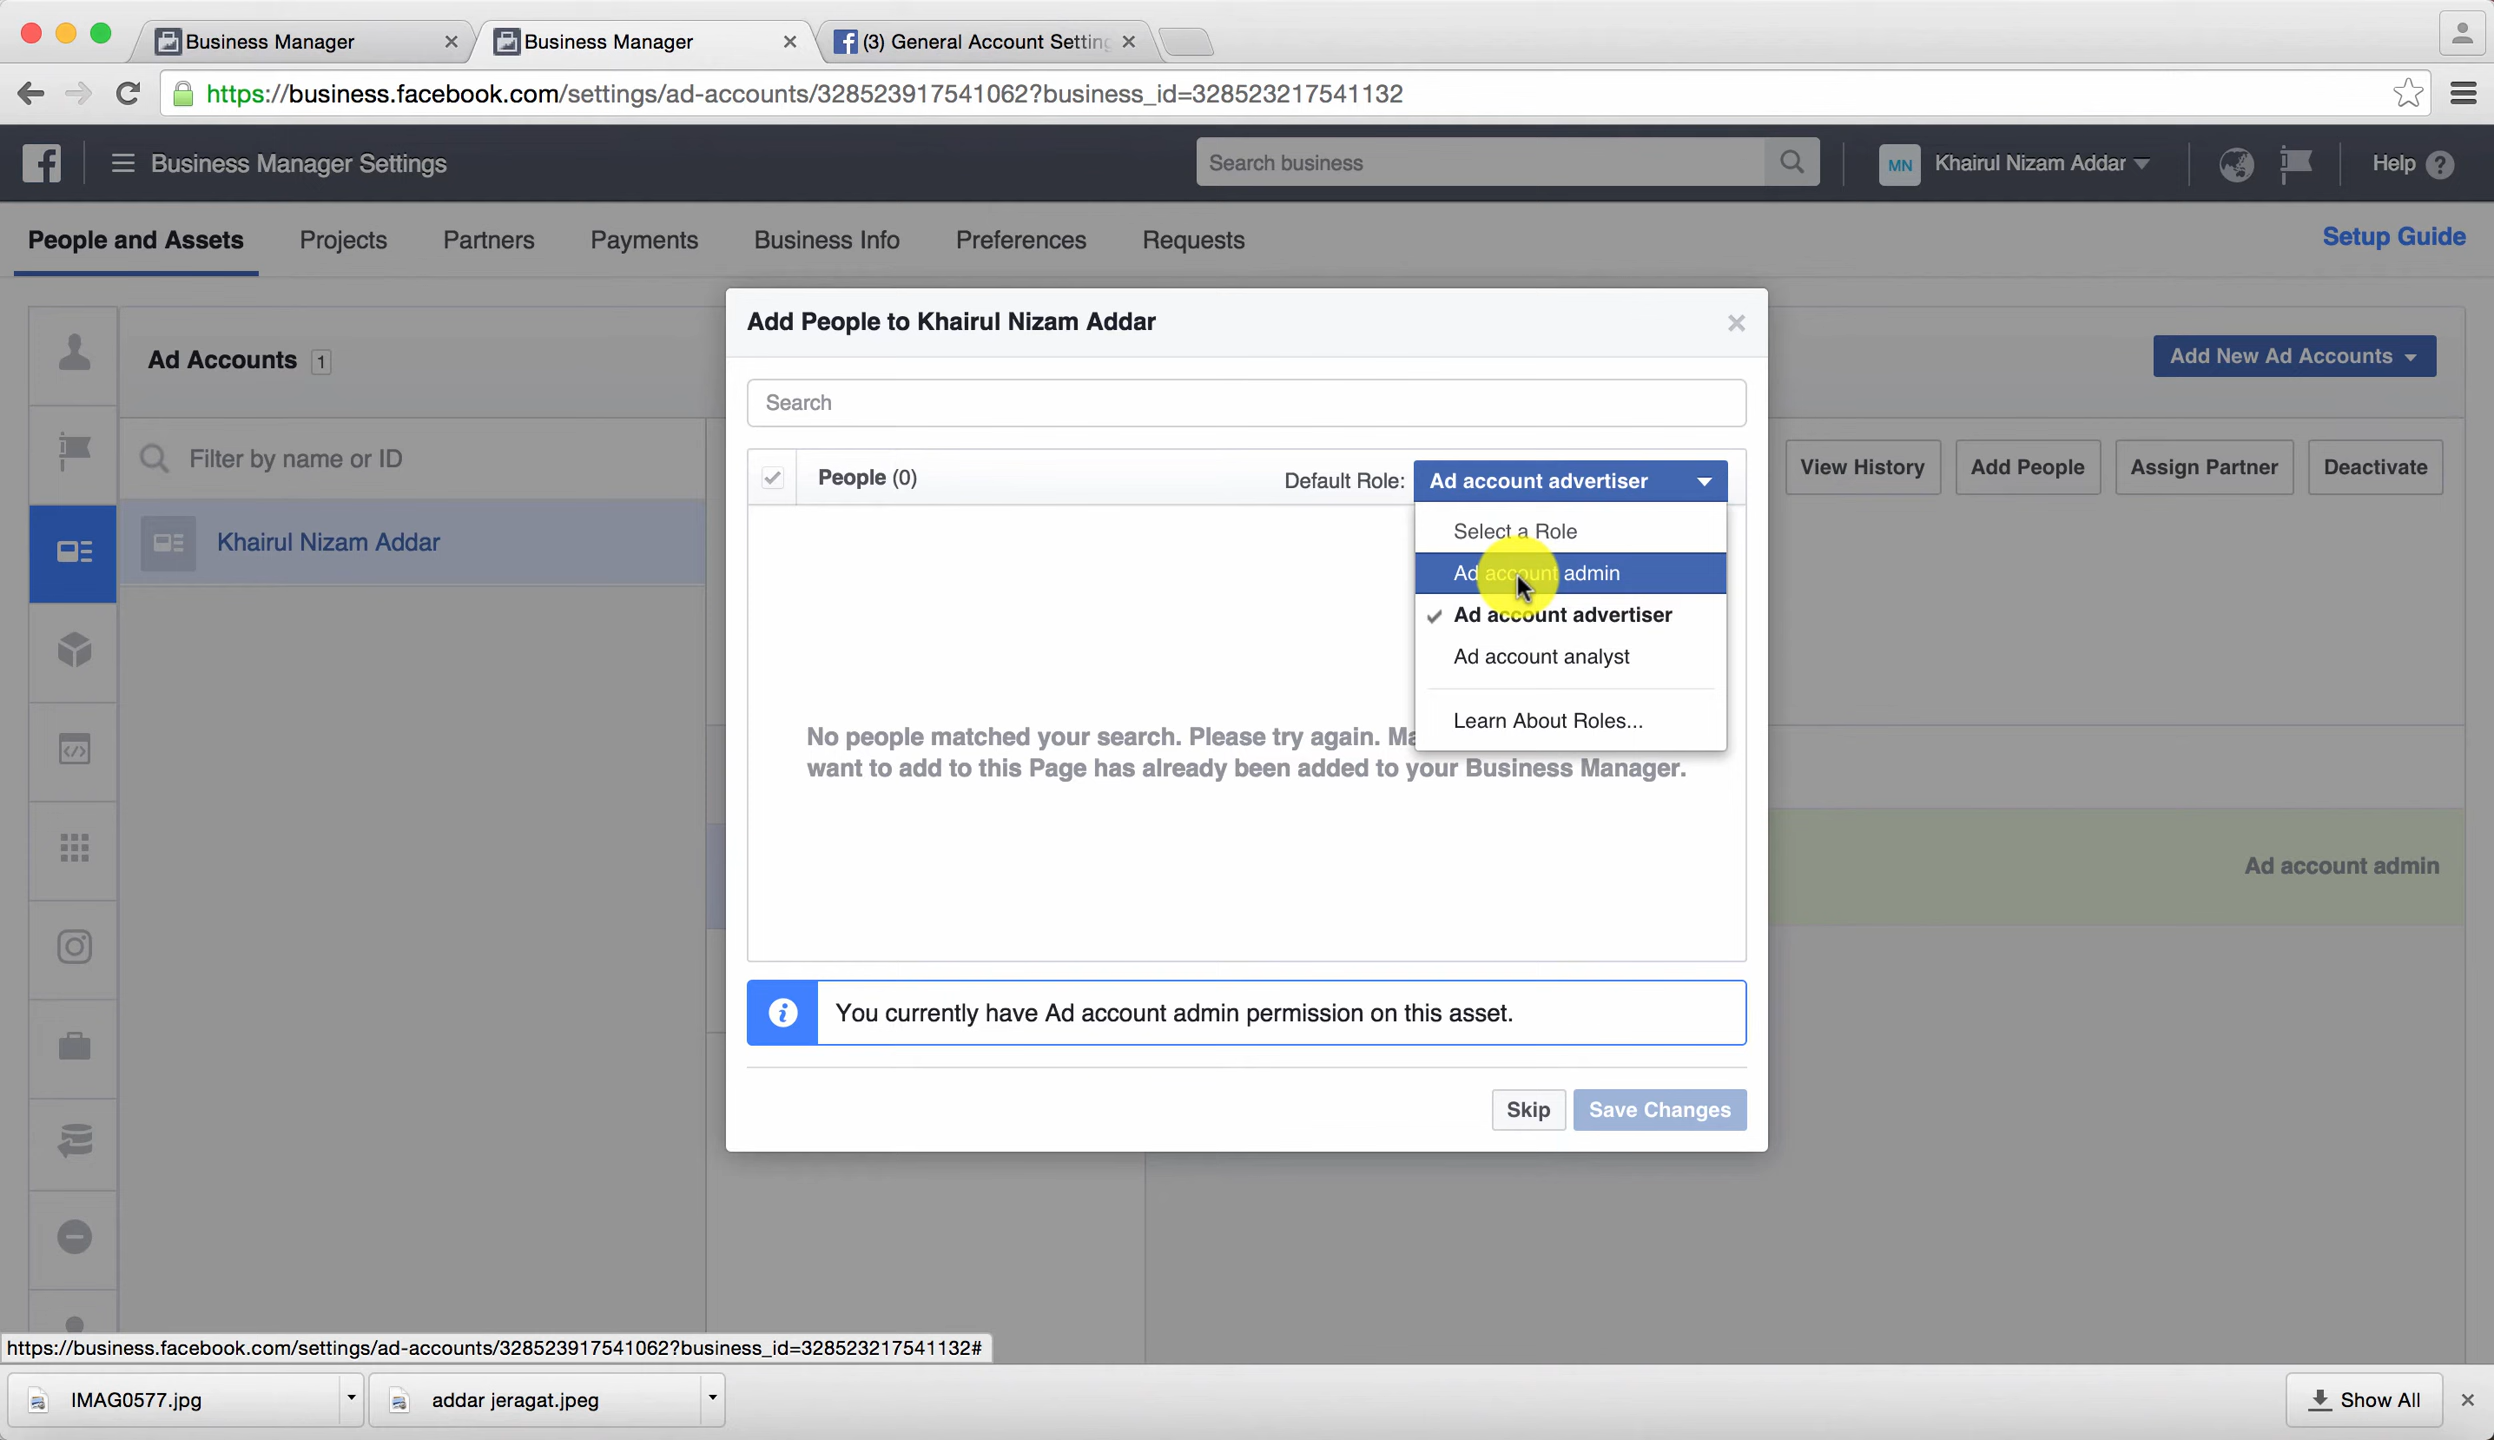 Business Manager
Business Manager
(3) General Account Setting
https://business.facebook.com/settings/ad-accounts/328523917541062?business_id=328523217541132
Business Manager Settings
Search business
MN
Khairul Nizam Addar
Help
People and Assets
Projects
Partners
Payments
Business Info
Preferences
Requests
Setup Guide
Ad Accounts 1
Add New Ad Accounts
Filter by name or ID
View History
Add People
Assign Partner
Deactivate
Khairul Nizam Addar
Add People to Khairul Nizam Addar
Search
People (0)
Default Role:
Ad account advertiser
Select a Role
Ad account admin
Ad account advertiser
Ad account analyst
Learn About Roles...
No people matched your search. Please try again. Ma
want to add to this Page has already been added to your Business Manager.
Ad account admin
You currently have Ad account admin permission on this asset.
Skip
Save Changes
https://business.facebook.com/settings/ad-accounts/328523917541062?business_id=328523217541132#
IMAG0577.jpg
addar jeragat.jpeg
Show All